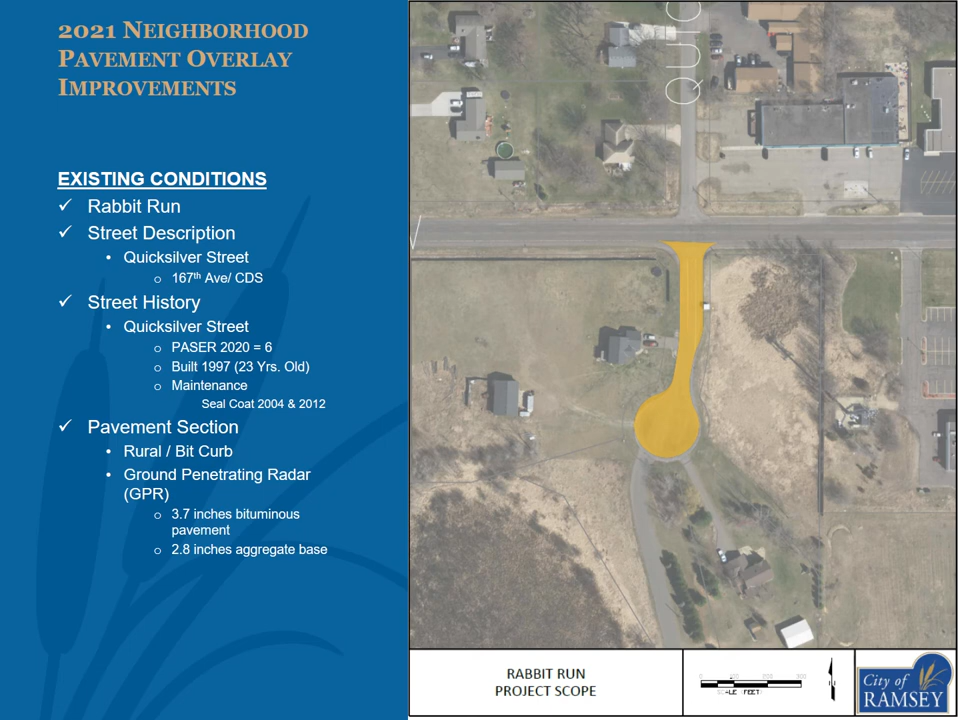 2021 NEIGHBORHOOD
PAVEMENT OVERLAY
IMPROVEMENTS
EXISTING CONDITIONS
✓ Rabbit Run
✓ Street Description
• Quicksilver Street
o 167th Ave/ CDS
✓ Street History
• Quicksilver Street
o PASER 2020 = 6
o Built 1997 (23 Yrs. Old)
o Maintenance
Seal Coat 2004 & 2012
✓ Pavement Section
• Rural / Bit Curb
• Ground Penetrating Radar
(GPR)
o 3.7 inches bituminous
pavement
o 2.8 inches aggregate base
RABBIT RUN
PROJECT SCOPE
SCALE (FEET)
City of
RAMSEY